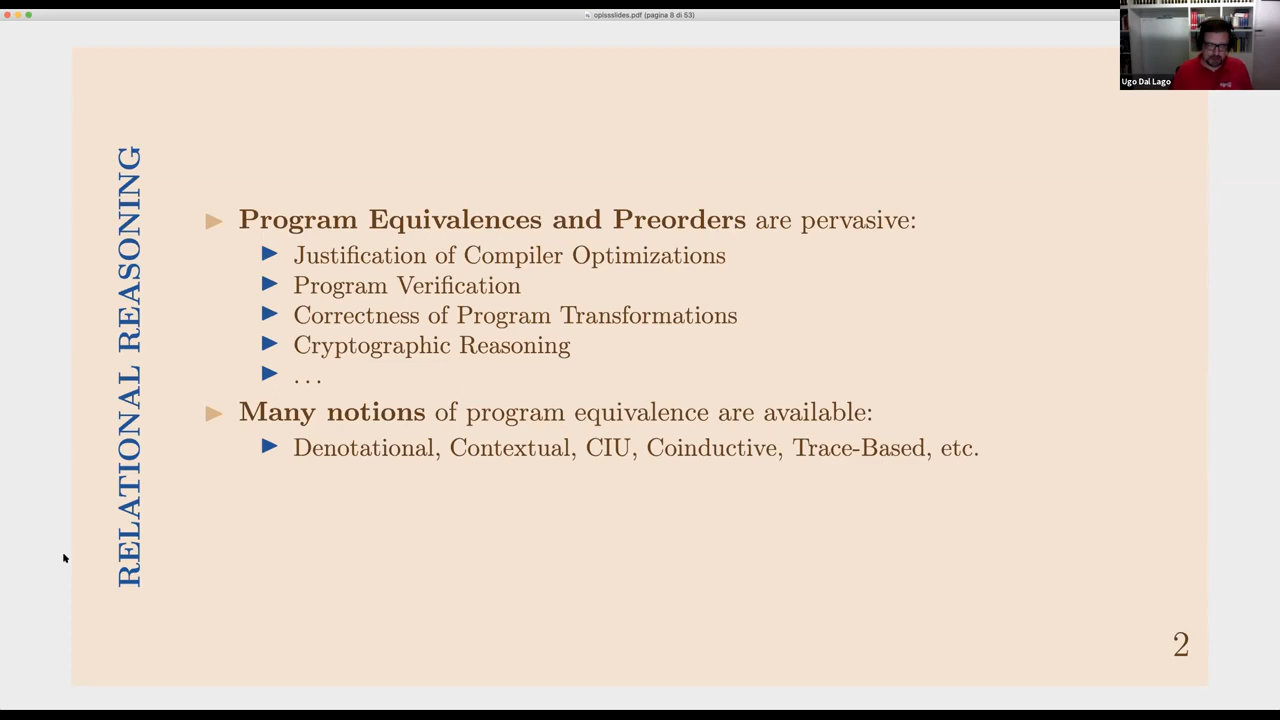 oplssslides.pdf (pagina 8 di 53)
Ugo Dal Lago
RELATIONAL REASONING
Program Equivalences and Preorders are pervasive:
Justification of Compiler Optimizations
Program Verification
Correctness of Program Transformations
Cryptographic Reasoning
...
Many notions of program equivalence are available:
Denotational, Contextual, CIU, Coinductive, Trace-Based, etc.
2